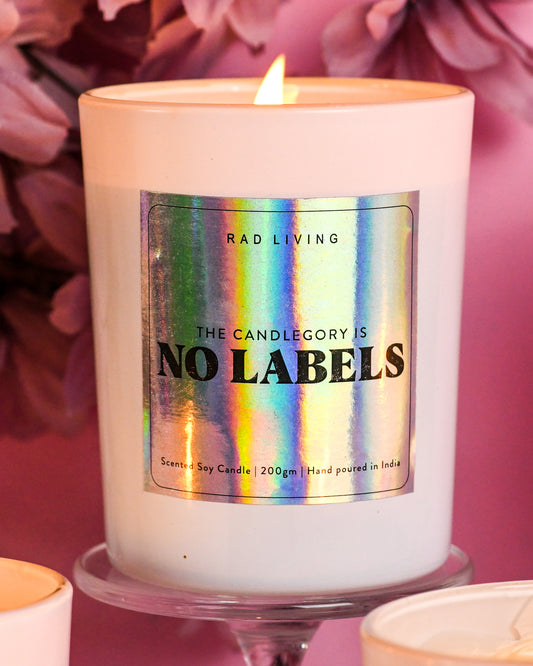 RAD LIVING
THE CANDLEGORY IS
NO LABELS
Scented Soy Candle | 200gm | Hand poured in India